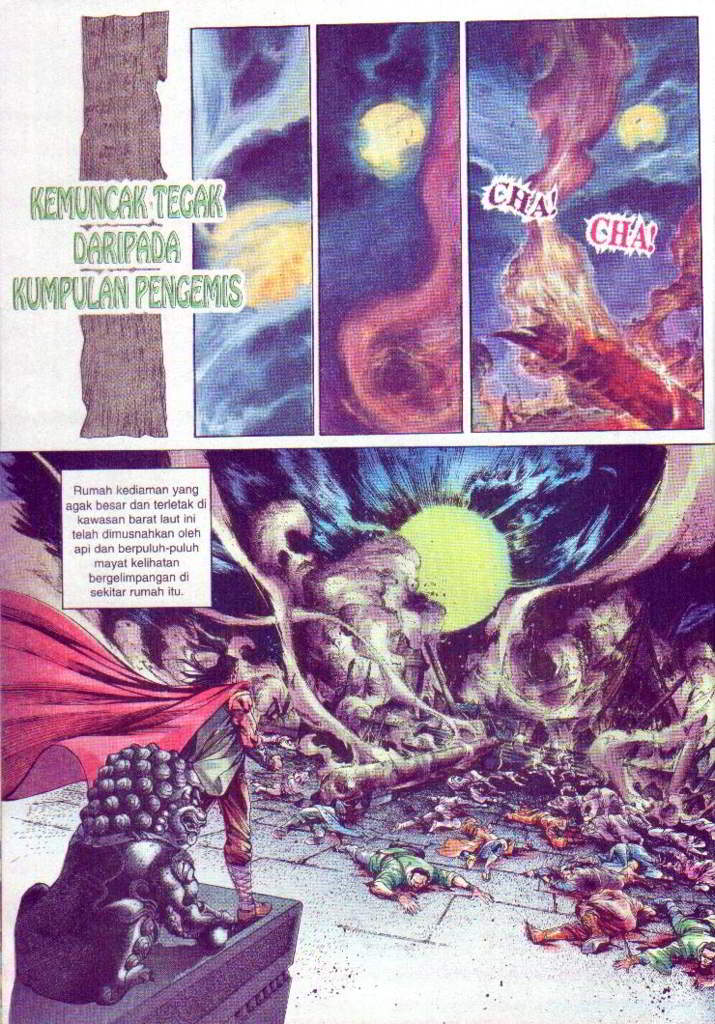 KEMUNCAK TEGAK
DARIPADA
KUMPULAN PENGEMIS
CHA!
CHA!
Rumah kediaman yang
agak besar dan terletak di
kawasan barat laut ini
telah dimusnahkan oleh
api dan berpuluh-puluh
mayat kelihatan
bergelimpangan di
sekitar rumah itu.